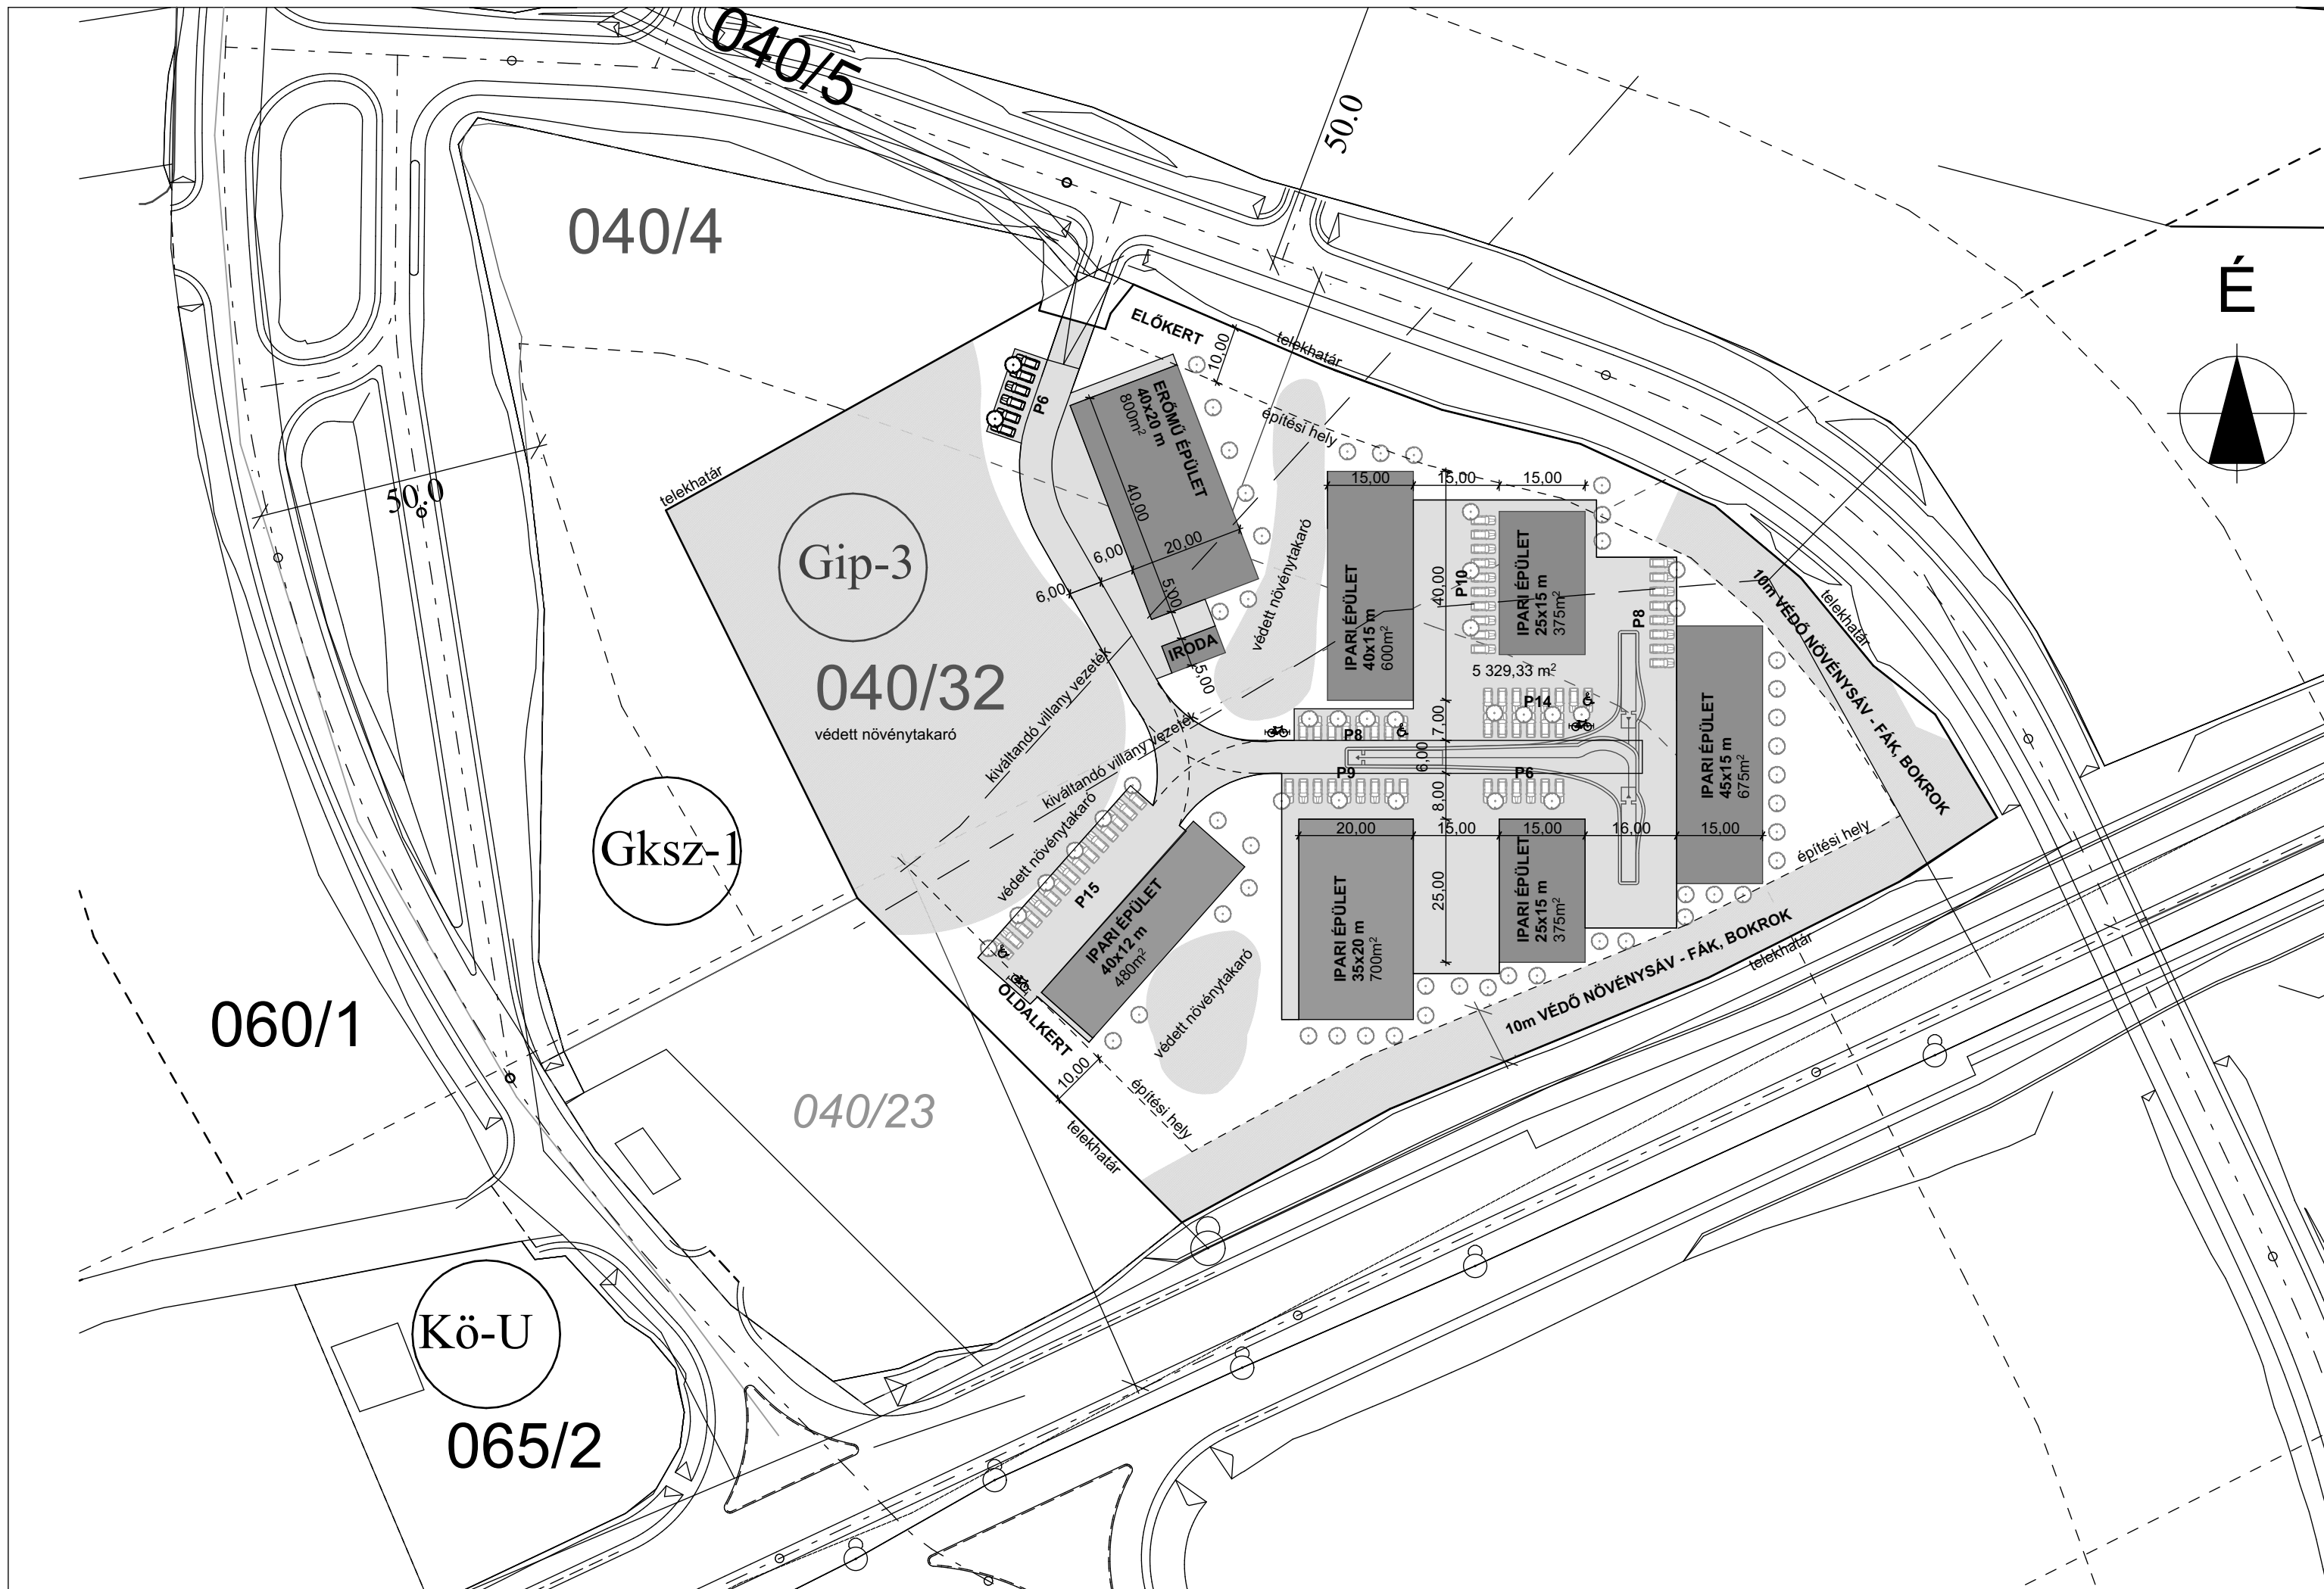 040/5
50.0
040/4
É
ELŐKERT
10,00
telekhatár
P6
ERŐMŰ ÉPÜLET
40x20 m
800m²
építési hely
telekhatár
50.0
40,00
20,00
6,00
6,00
5,00
IRODA
5,00
védett növénytakaró
Gip-3
040/32
védett növénytakaró
kiváltandó villany vezeték
kiváltandó villány vezeték
15,00
15,00
15,00
IPARI ÉPÜLET
40x15 m
600m²
40,00
P10
IPARI ÉPÜLET
25x15 m
375m²
P8
5 329,33 m²
P14
7,00
P8
6,00
P9
P6
8,00
IPARI ÉPÜLET
45x15 m
675m²
10m VÉDŐ NÖVÉNYSÁV - FÁK, BOKROK
telekhatár
20,00
15,00
15,00
16,00
15,00
építési hely
Gksz-1
védett növénytakaró
P15
IPARI ÉPÜLET
40x12 m
480m²
IPARI ÉPÜLET
35x20 m
700m²
25,00
IPARI ÉPÜLET
25x15 m
375m²
10m VÉDŐ NÖVÉNYSÁV - FÁK, BOKROK
telekhatár
OLDALKERT
10,00
védett növénytakaró
építési hely
telekhatár
060/1
040/23
Kö-U
065/2